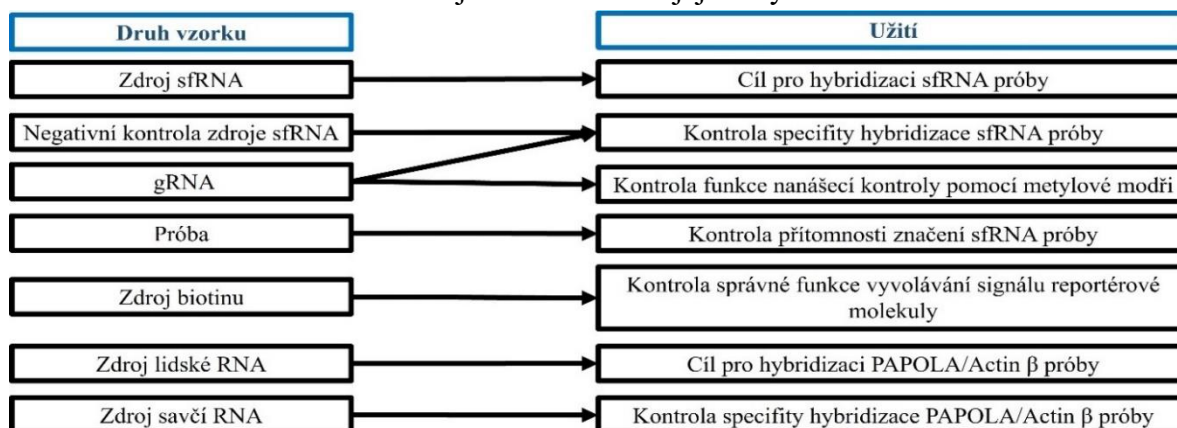 Druh vzorku
Užití
Zdroj sfRNA
Cíl pro hybridizaci sfRNA próby
Negativní kontrola zdroje sfRNA
Kontrola specifity hybridizace sfRNA próby
gRNA
Kontrola funkce nanášecí kontroly pomocí metylové modři
Próba
Kontrola přítomnosti značení sfRNA próby
Zdroj biotinu
Kontrola správné funkce vyvolávání signálu reportérové
molekuly
Zdroj lidské RNA
Cíl pro hybridizaci PAPOLA/Actin β próby
Zdroj savčí RNA
Kontrola specifity hybridizace PAPOLA/Actin β próby